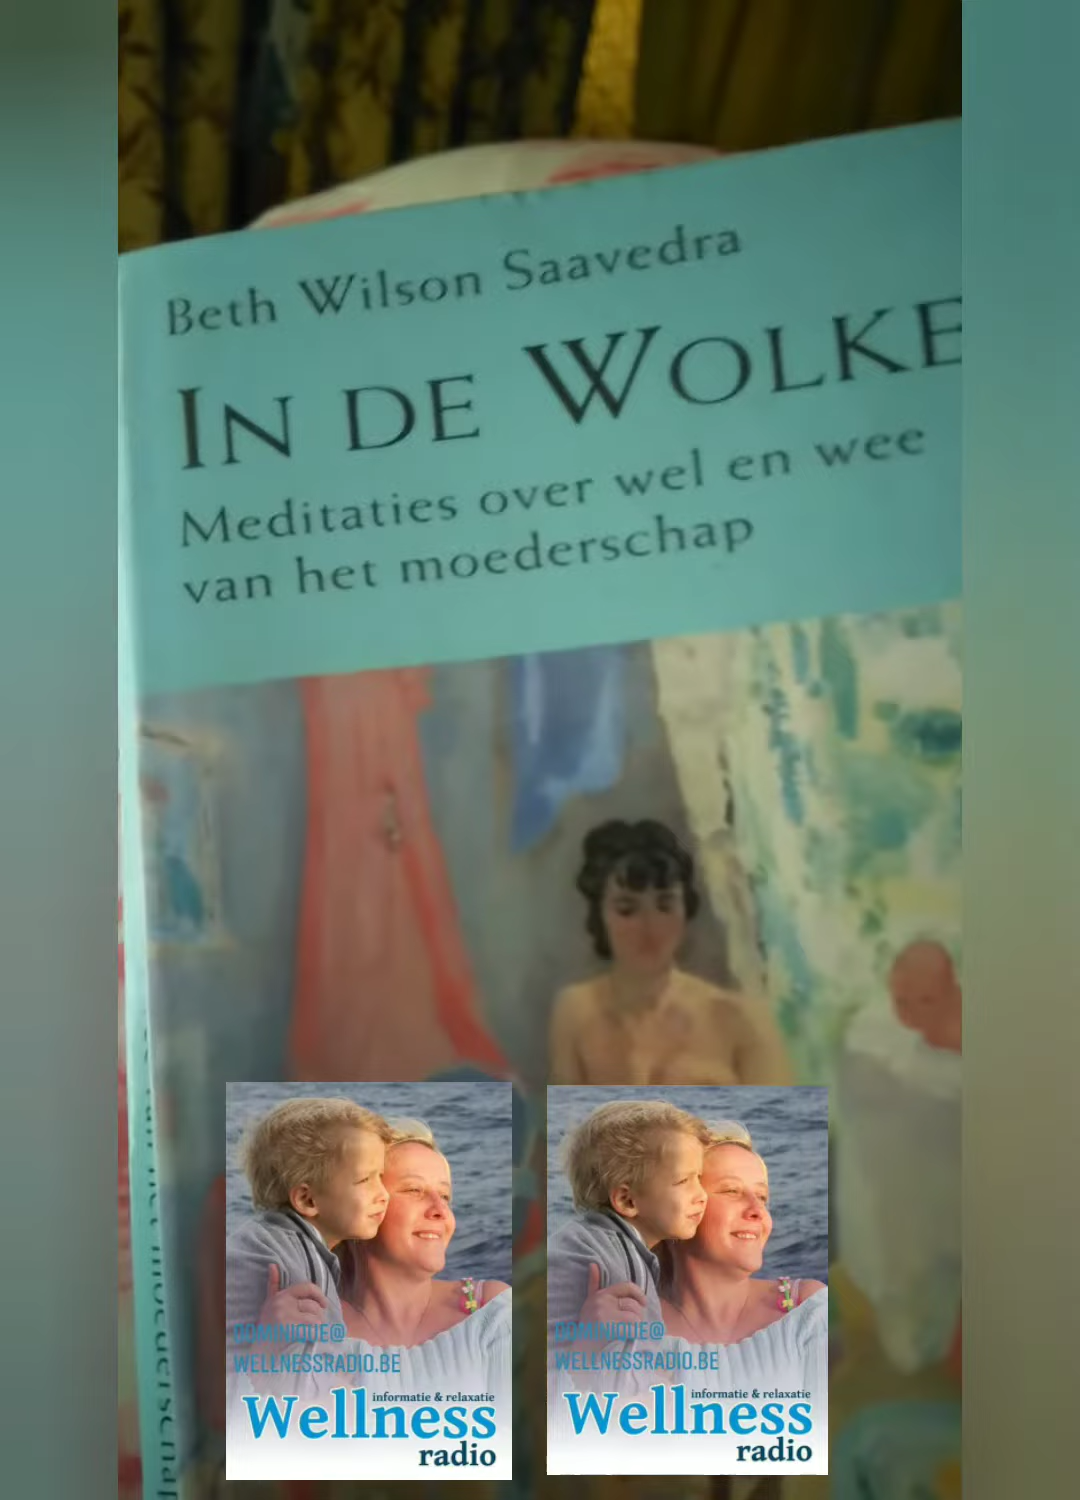 Beth Wilson Saavedra
IN DE WOLKE
Meditaties over wel en wee
van het moederschap
DOMINIQUE@
WELLNESSRADIO.BE
informatie & relaxatie
Wellness
radio
DOMINIQUE@
WELLNESSRADIO.BE
informatie & relaxatie
Wellness
radio